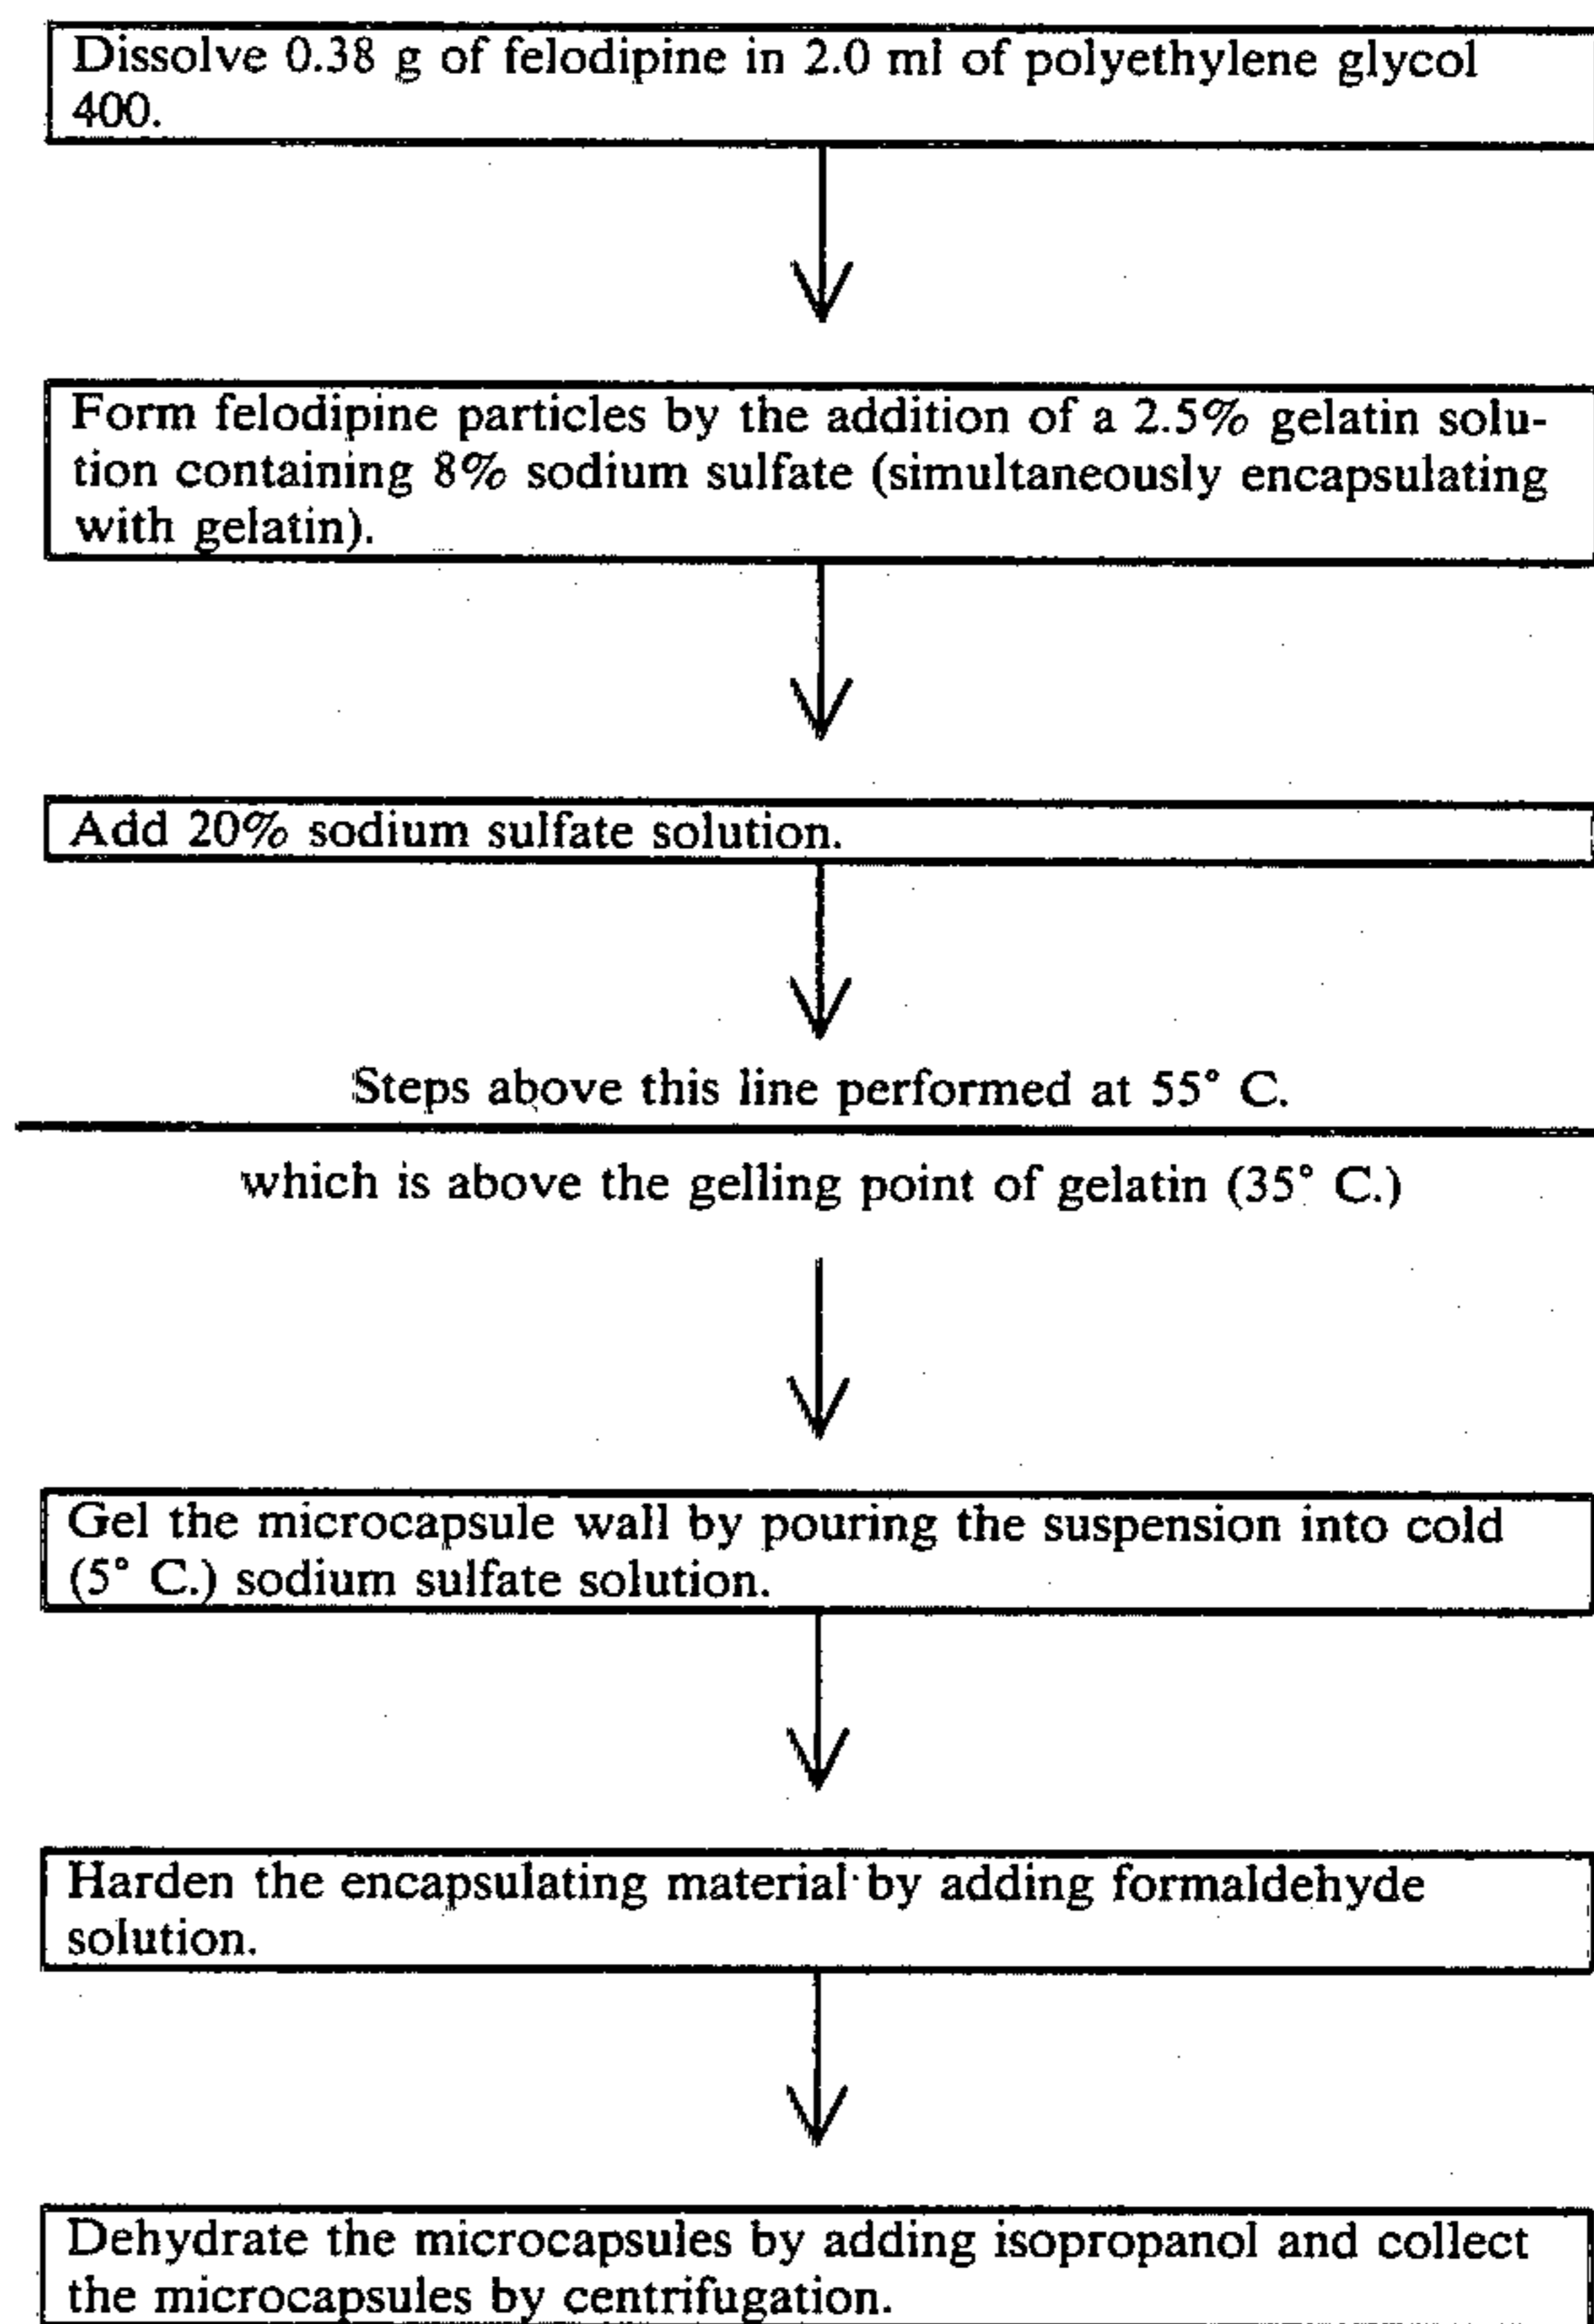 Dissolve 0.38 g of felodipine in 2.0 ml of polyethylene glycol
400.
Form felodipine particles by the addition of a 2.5% gelatin solu-
tion containing 8% sodium sulfate (simultaneously encapsulating
with gelatin).
Add 20% sodium sulfate solution.
Steps above this line performed at 55° C.
which is above the gelling point of gelatin (35° C.)
Gel the microcapsule wall by pouring the suspension into cold
(5° C.) sodium sulfate solution.
Harden the encapsulating material by adding formaldehyde
solution.
Dehydrate the microcapsules by adding isopropanol and collect
the microcapsules by centrifugation.